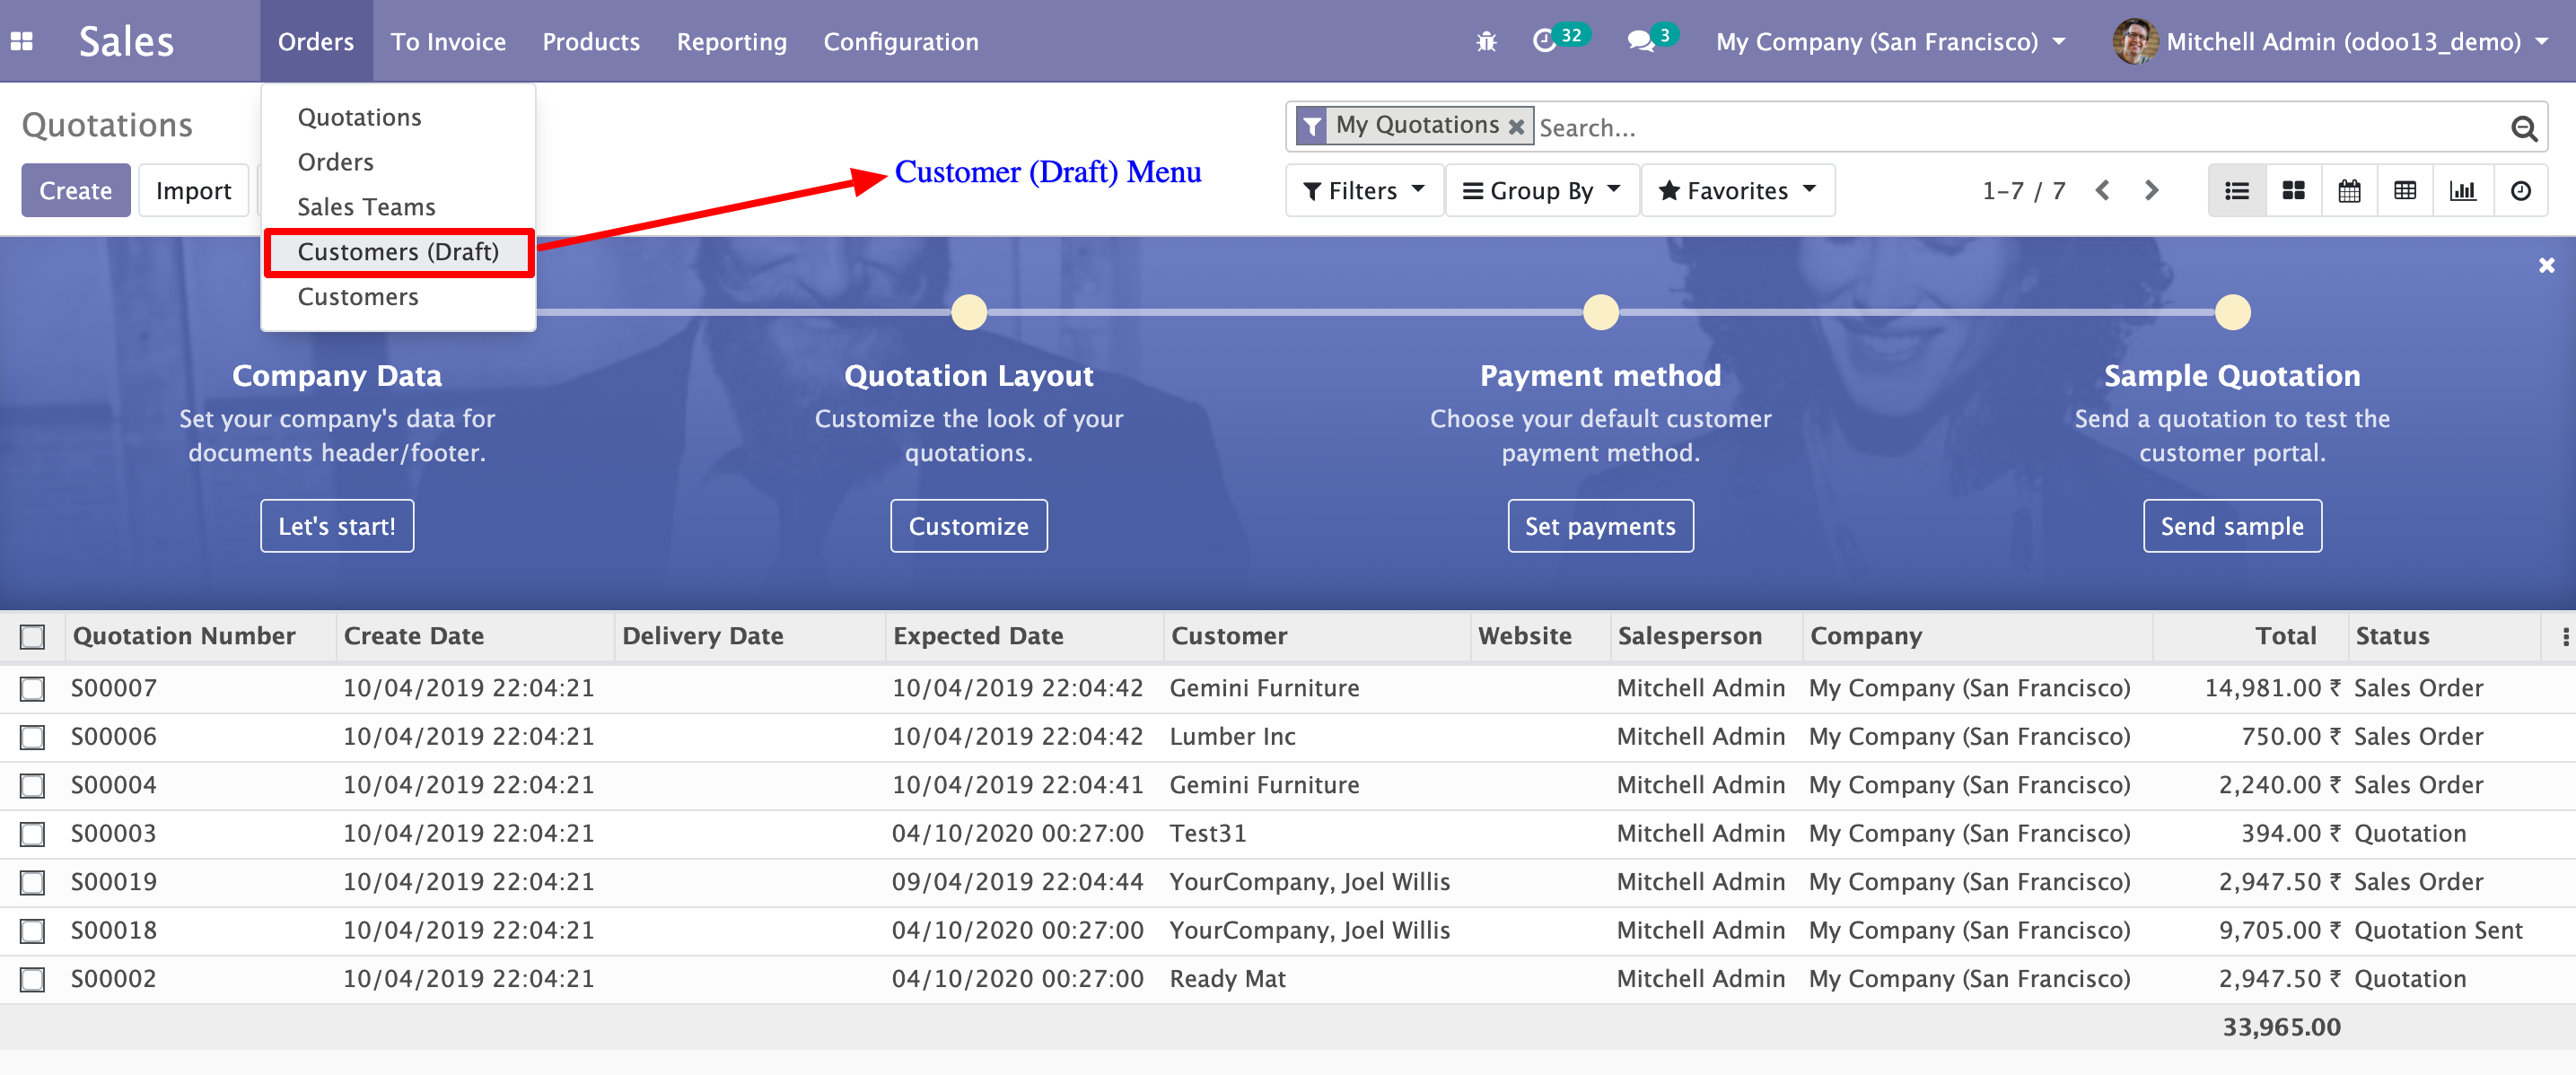 Sales Orders To Invoice Products Reporting Configuration 32 3 My Company (San Francisco) Mitchell Admin (odoo13_demo)
Quotations
Create Import
Quotations
Orders
Sales Teams
Customers (Draft)
Customers
Customer (Draft) Menu
My Quotations Search...
Filters Group By Favorites 1-7 / 7
Company Data
Set your company's data for
documents header/footer.
Let's start!
Quotation Layout
Customize the look of your
quotations.
Customize
Payment method
Choose your default customer
payment method.
Set payments
Sample Quotation
Send a quotation to test the
customer portal.
Send sample
Quotation Number Create Date Delivery Date Expected Date Customer Website Salesperson Company Total Status
S00007 10/04/2019 22:04:21 10/04/2019 22:04:42 Gemini Furniture Mitchell Admin My Company (San Francisco) 14,981.00 ₹ Sales Order
S00006 10/04/2019 22:04:21 10/04/2019 22:04:42 Lumber Inc Mitchell Admin My Company (San Francisco) 750.00 ₹ Sales Order
S00004 10/04/2019 22:04:21 10/04/2019 22:04:41 Gemini Furniture Mitchell Admin My Company (San Francisco) 2,240.00 ₹ Sales Order
S00003 10/04/2019 22:04:21 04/10/2020 00:27:00 Test31 Mitchell Admin My Company (San Francisco) 394.00 ₹ Quotation
S00019 10/04/2019 22:04:21 09/04/2019 22:04:44 YourCompany, Joel Willis Mitchell Admin My Company (San Francisco) 2,947.50 ₹ Sales Order
S00018 10/04/2019 22:04:21 04/10/2020 00:27:00 YourCompany, Joel Willis Mitchell Admin My Company (San Francisco) 9,705.00 ₹ Quotation Sent
S00002 10/04/2019 22:04:21 04/10/2020 00:27:00 Ready Mat Mitchell Admin My Company (San Francisco) 2,947.50 ₹ Quotation
33,965.00